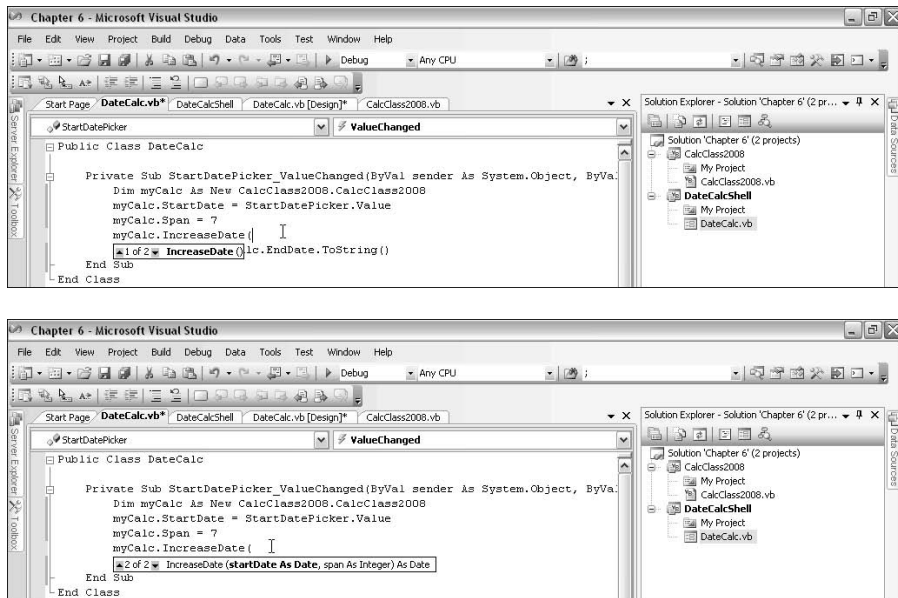 Chapter 6 - Microsoft Visual Studio
File Edit View Project Build Debug Data Tools Test Window Help
Debug Any CPU ;
Start Page DateCalc.vb* DateCalcShell DateCalc.vb [Design]* CalcClass2008.vb
StartDatePicker ValueChanged
Public Class DateCalc
Private Sub StartDatePicker_ValueChanged(ByVal sender As System.Object, ByVa
Dim myCalc As New CalcClass2008.CalcClass2008
myCalc.StartDate = StartDatePicker.Value
myCalc.Span = 7
myCalc.IncreaseDate(
1 of 2 IncreaseDate () lc.EndDate.ToString()
End Sub
End Class
Server Explorer
Toolbox
Solution Explorer - Solution 'Chapter 6' (2 pr...
Solution 'Chapter 6' (2 projects)
CalcClass2008
My Project
CalcClass2008.vb
DateCalcShell
My Project
DateCalc.vb
Data Sources
Chapter 6 - Microsoft Visual Studio
File Edit View Project Build Debug Data Tools Test Window Help
Debug Any CPU ;
Start Page DateCalc.vb* DateCalcShell DateCalc.vb [Design]* CalcClass2008.vb
StartDatePicker ValueChanged
Public Class DateCalc
Private Sub StartDatePicker_ValueChanged(ByVal sender As System.Object, ByVa
Dim myCalc As New CalcClass2008.CalcClass2008
myCalc.StartDate = StartDatePicker.Value
myCalc.Span = 7
myCalc.IncreaseDate(
2 of 2 IncreaseDate (startDate As Date, span As Integer) As Date
End Sub
End Class
Server Explorer
Toolbox
Solution Explorer - Solution 'Chapter 6' (2 pr...
Solution 'Chapter 6' (2 projects)
CalcClass2008
My Project
CalcClass2008.vb
DateCalcShell
My Project
DateCalc.vb
Data Sources